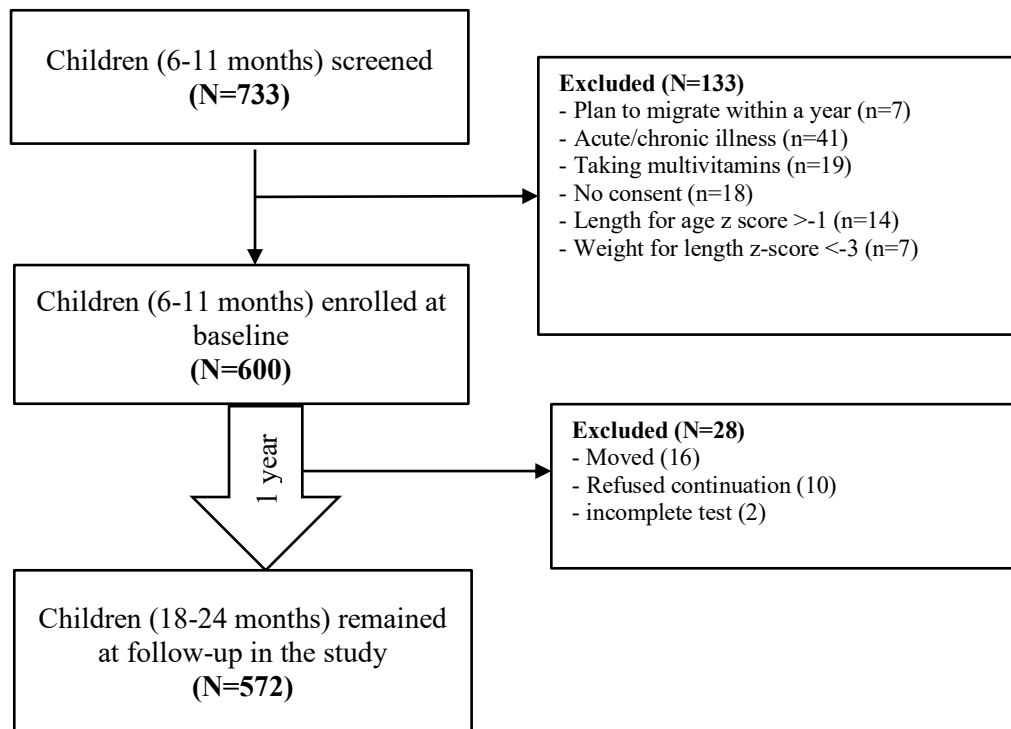 Children (6-11 months) screened
(N=733)
Excluded (N=133)
- Plan to migrate within a year (n=7)
- Acute/chronic illness (n=41)
- Taking multivitamins (n=19)
- No consent (n=18)
- Length for age z score >-1 (n=14)
- Weight for length z-score <-3 (n=7)
Children (6-11 months) enrolled at
baseline
(N=600)
1 year
Excluded (N=28)
- Moved (16)
- Refused continuation (10)
- incomplete test (2)
Children (18-24 months) remained
at follow-up in the study
(N=572)